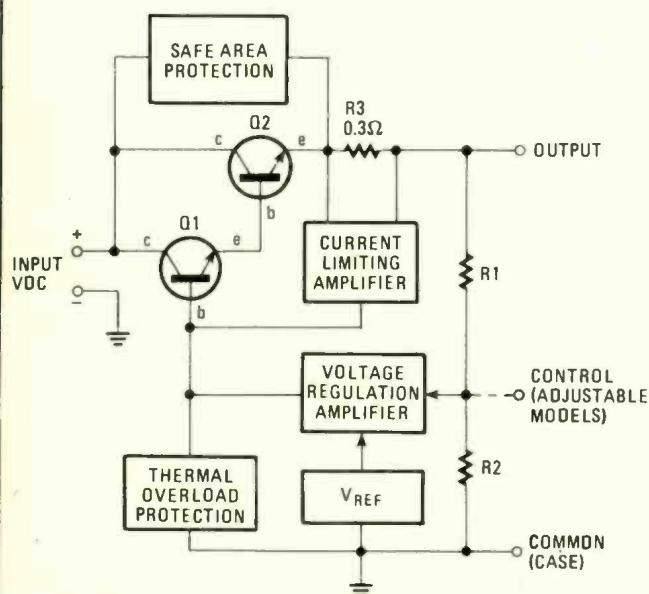 SAFE AREA
PROTECTION
Q2
c
e
b
R3
0.3Ω
OUTPUT
Q1
c
e
b
+
INPUT
VDC
−
CURRENT
LIMITING
AMPLIFIER
R1
VOLTAGE
REGULATION
AMPLIFIER
CONTROL
(ADJUSTABLE
MODELS)
THERMAL
OVERLOAD
PROTECTION
VREF
R2
COMMON
(CASE)